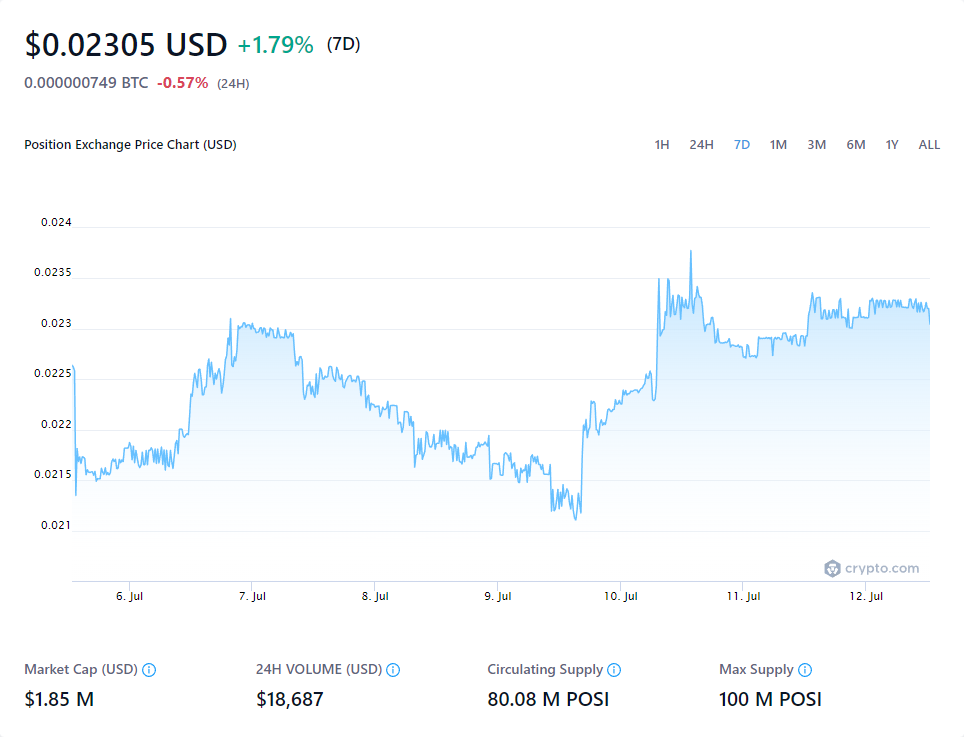 $0.02305 USD +1.79% (7D)
0.000000749 BTC -0.57% (24H)
Position Exchange Price Chart (USD) 1H 24H 7D 1M 3M 6M 1Y ALL
0.024
0.0235
0.023
0.0225
0.022
0.0215
0.021
crypto.com
6. Jul 7. Jul 8. Jul 9. Jul 10. Jul 11. Jul 12. Jul
Market Cap (USD) 24H VOLUME (USD) Circulating Supply Max Supply
$1.85 M $18,687 80.08 M POSI 100 M POSI